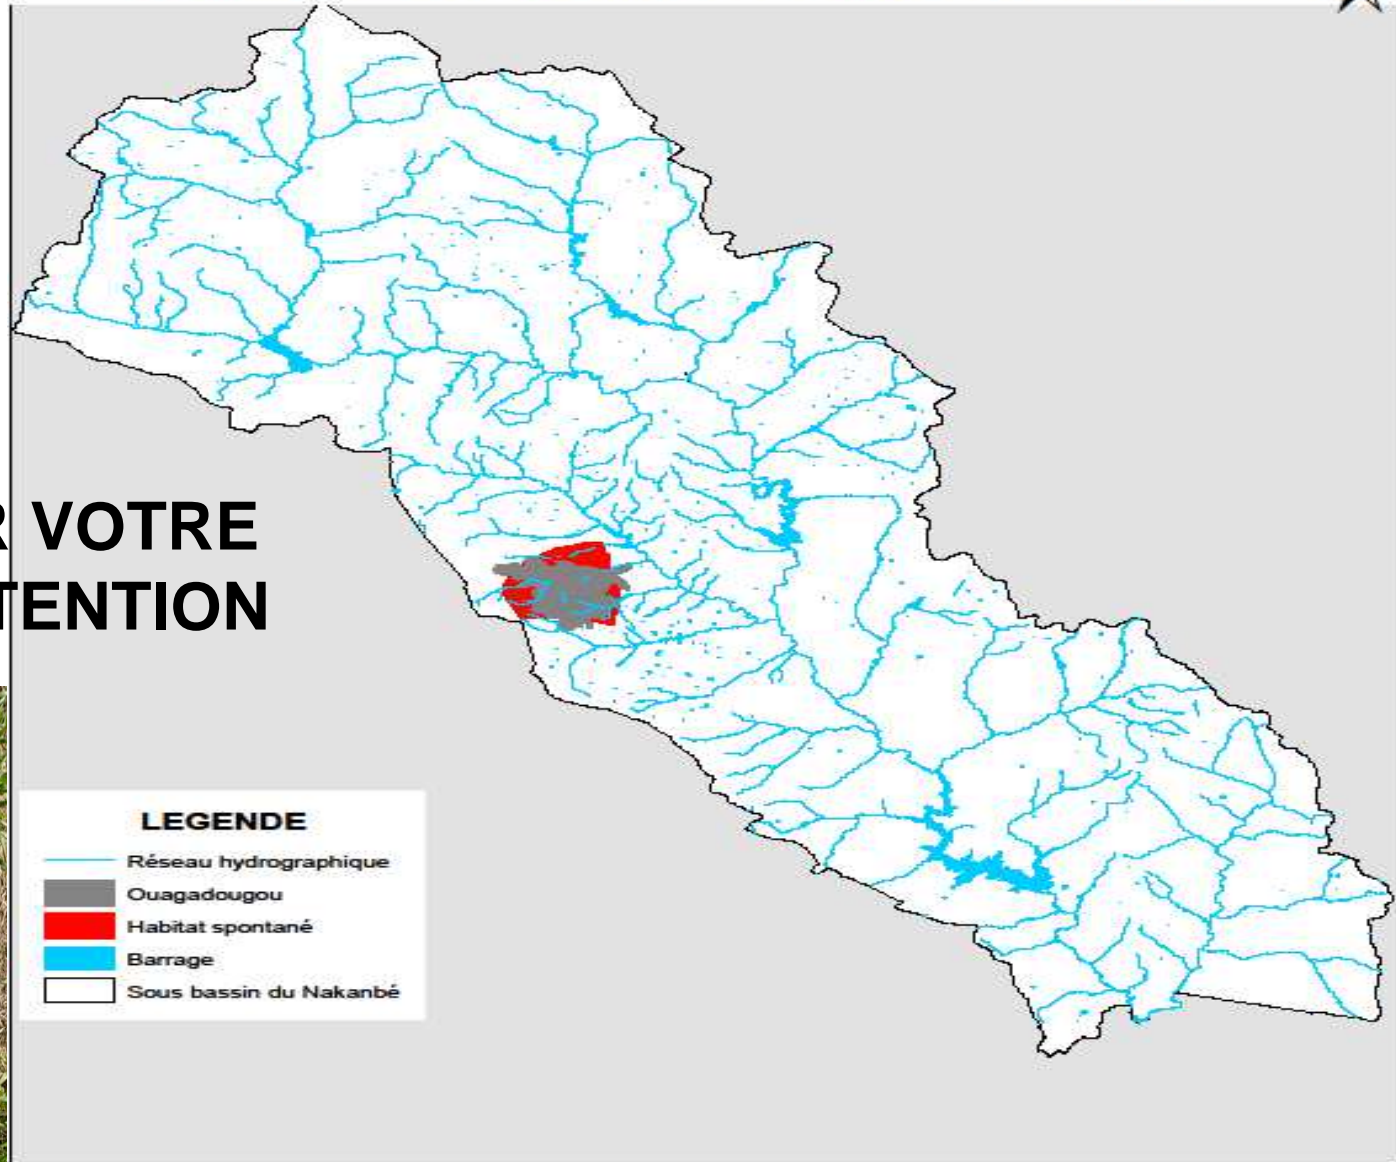 R VOTRE
TENTION
LEGENDE
Réseau hydrographique
Ouagadougou
Habitat spontané
Barrage
Sous bassin du Nakanbé